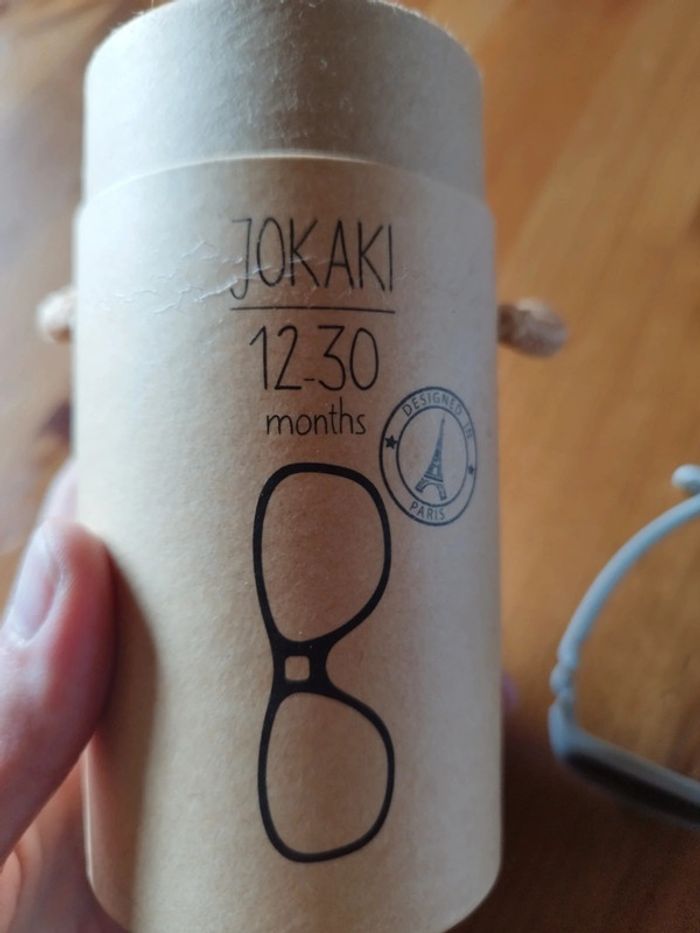 JOKAKI
12-30
months
DESIGNED IN
PARIS